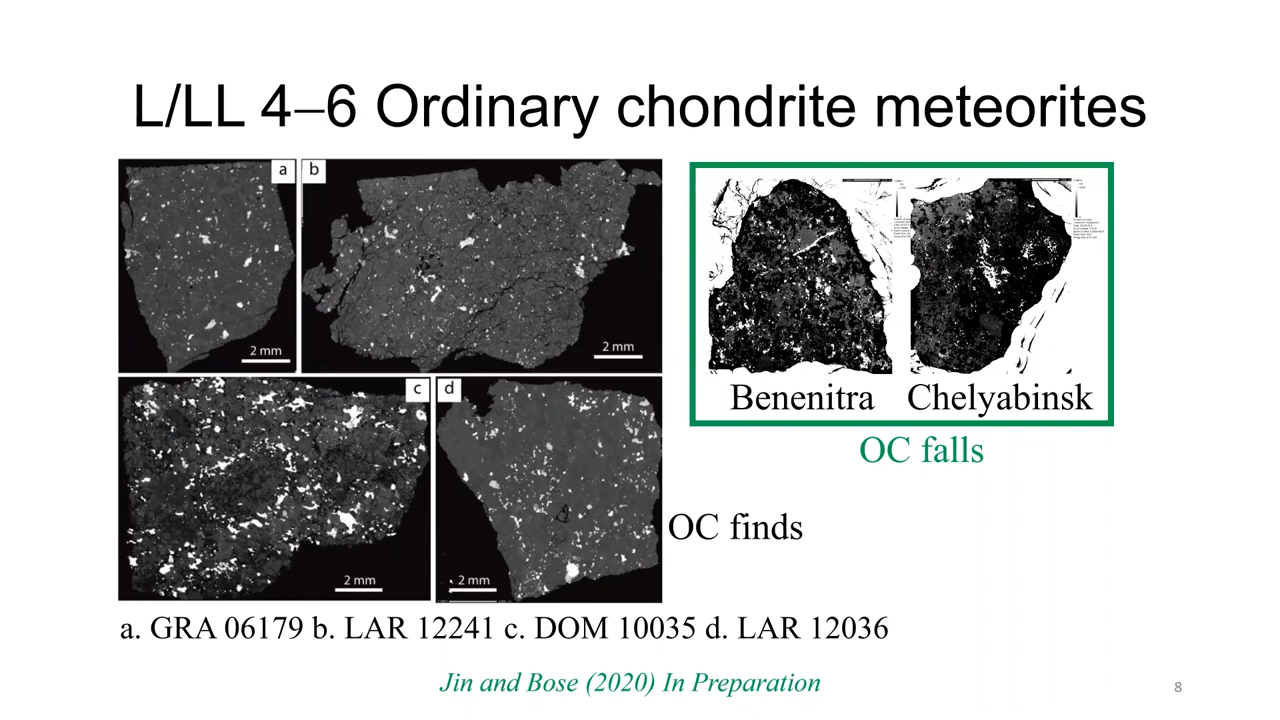 L/LL 4–6 Ordinary chondrite meteorites
a
b
2 mm
2 mm
c
d
2 mm
2 mm
Benenitra
Chelyabinsk
OC falls
OC finds
a. GRA 06179 b. LAR 12241 c. DOM 10035 d. LAR 12036
Jin and Bose (2020) In Preparation
8